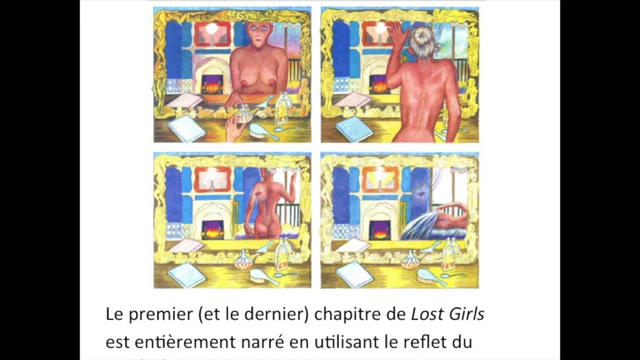 Le premier (et le dernier) chapitre de Lost Girls
est entièrement narré en utilisant le reflet du